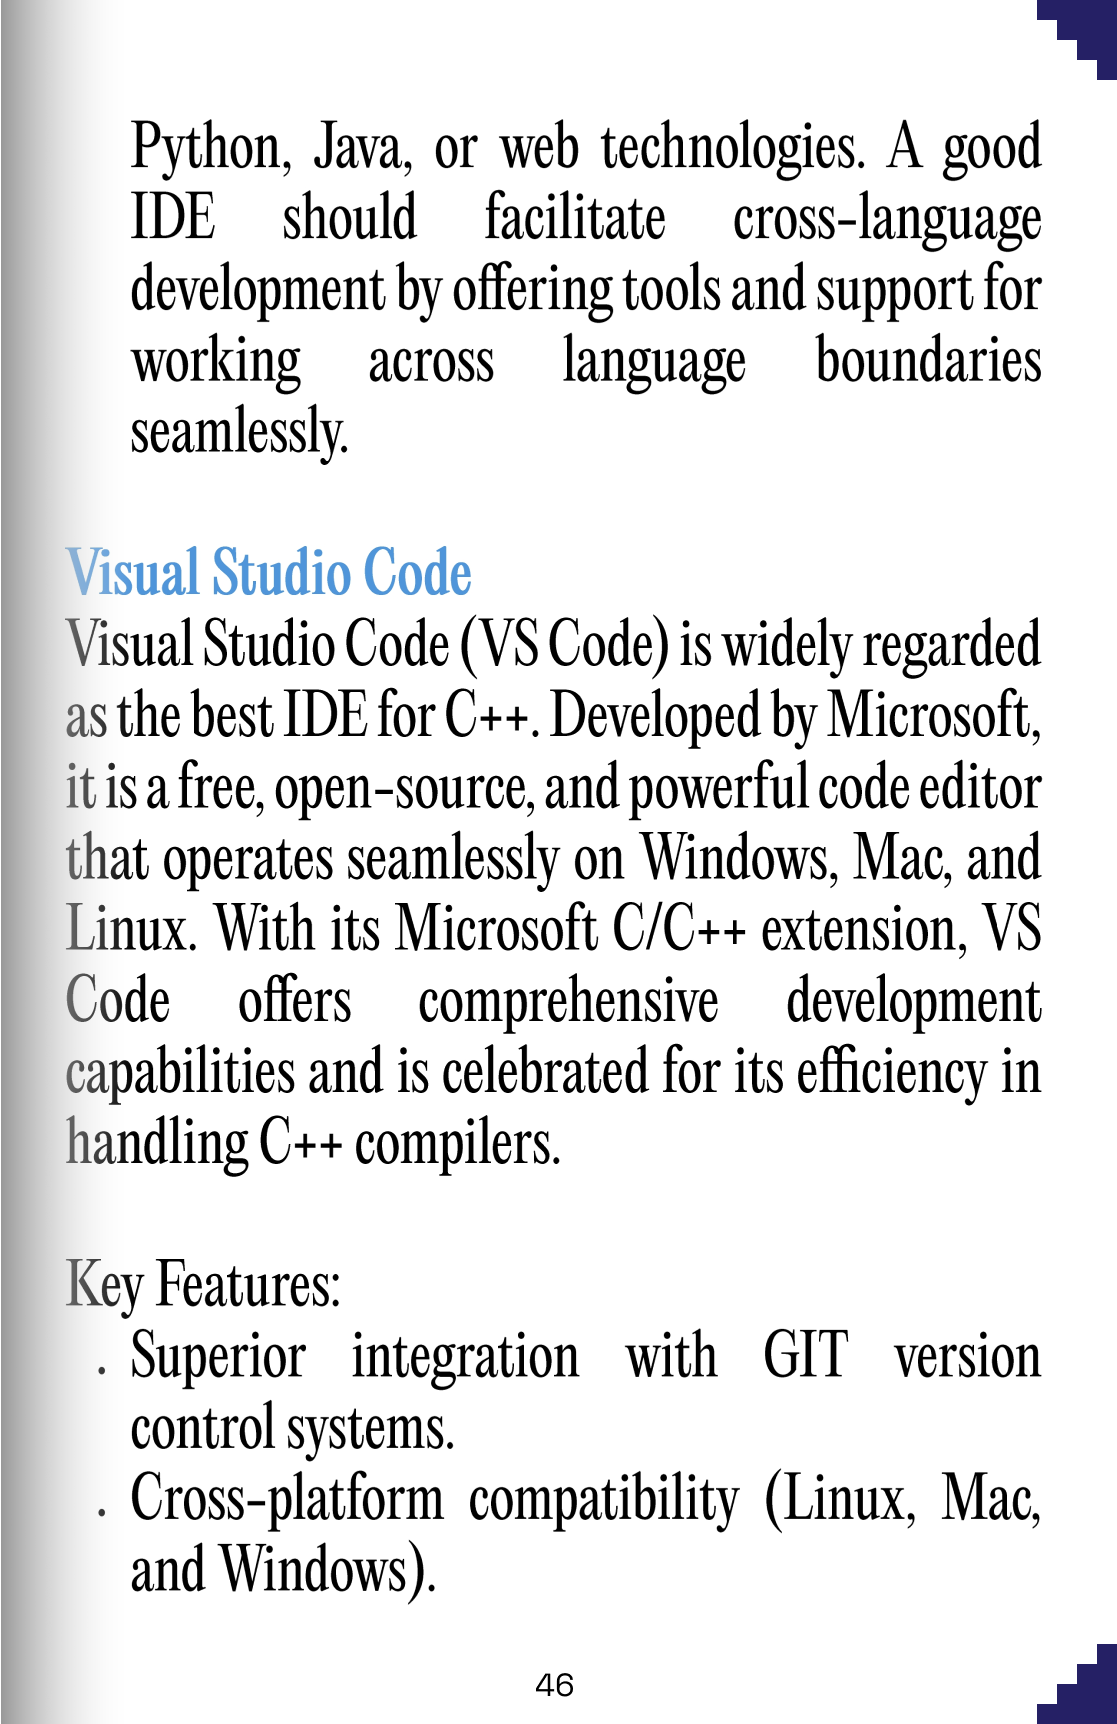 Python, Java, or web technologies. A good
IDE should facilitate cross-language
development by offering tools and support for
working across language boundaries
seamlessly.
Visual Studio Code
Visual Studio Code (VS Code) is widely regarded
as the best IDE for C++. Developed by Microsoft,
it is a free, open-source, and powerful code editor
that operates seamlessly on Windows, Mac, and
Linux. With its Microsoft C/C++ extension, VS
Code offers comprehensive development
capabilities and is celebrated for its efficiency in
handling C++ compilers.
Key Features:
. Superior integration with GIT version
control systems.
. Cross-platform compatibility (Linux, Mac,
and Windows).
46